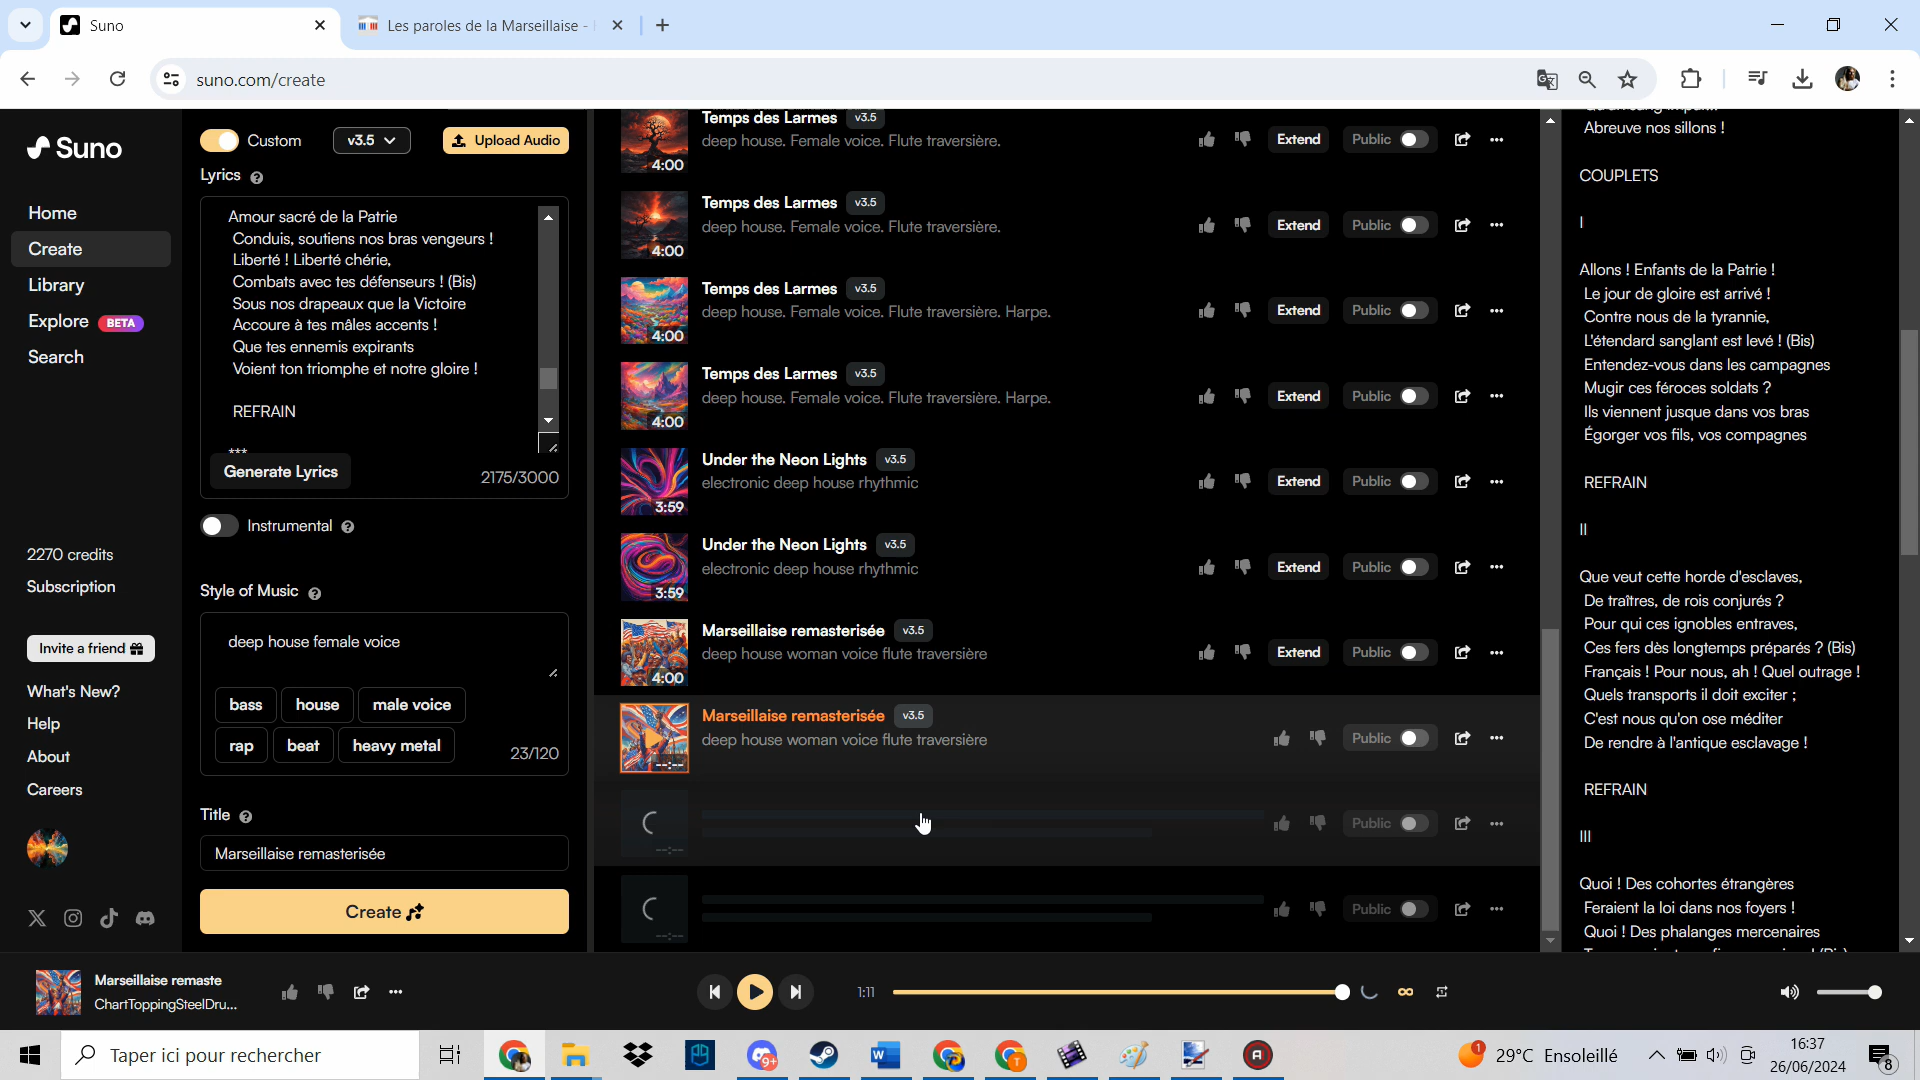 Suno
Les paroles de la Marseillaise -
suno.com/create
Suno
Home
Create
Library
Explore BETA
Search
2270 credits
Subscription
Invite a friend
What's New?
Help
About
Careers
Custom
v3.5
Upload Audio
Lyrics
Amour sacré de la Patrie
Conduis, soutiens nos bras vengeurs !
Liberté ! Liberté chérie,
Combats avec tes défenseurs ! (Bis)
Sous nos drapeaux que la Victoire
Accoure à tes mâles accents !
Que tes ennemis expirants
Voient ton triomphe et notre gloire !
REFRAIN
***
Generate Lyrics
2175/3000
Instrumental
Style of Music
deep house female voice
bass
house
male voice
rap
beat
heavy metal
23/120
Title
Marseillaise remasterisée
Create
Temps des Larmes v3.5
deep house. Female voice. Flute traversière.
4:00
Extend
Public
Temps des Larmes v3.5
deep house. Female voice. Flute traversière.
4:00
Extend
Public
Temps des Larmes v3.5
deep house. Female voice. Flute traversière. Harpe.
4:00
Extend
Public
Temps des Larmes v3.5
deep house. Female voice. Flute traversière. Harpe.
4:00
Extend
Public
Under the Neon Lights v3.5
electronic deep house rhythmic
3:59
Extend
Public
Under the Neon Lights v3.5
electronic deep house rhythmic
3:59
Extend
Public
Marseillaise remasterisée v3.5
deep house woman voice flute traversière
4:00
Extend
Public
Marseillaise remasterisée v3.5
deep house woman voice flute traversière
--:--
Public
--:--
Public
--:--
Public
Abreuve nos sillons !
COUPLETS
I
Allons ! Enfants de la Patrie !
Le jour de gloire est arrivé !
Contre nous de la tyrannie,
L'étendard sanglant est levé ! (Bis)
Entendez-vous dans les campagnes
Mugir ces féroces soldats ?
Ils viennent jusque dans vos bras
Égorger vos fils, vos compagnes
REFRAIN
II
Que veut cette horde d'esclaves,
De traîtres, de rois conjurés ?
Pour qui ces ignobles entraves,
Ces fers dès longtemps préparés ? (Bis)
Français ! Pour nous, ah ! Quel outrage !
Quels transports il doit exciter ;
C'est nous qu'on ose méditer
De rendre à l'antique esclavage !
REFRAIN
III
Quoi ! Des cohortes étrangères
Feraient la loi dans nos foyers !
Quoi ! Des phalanges mercenaires
Marseillaise remaste
ChartToppingSteelDru...
1:11
Taper ici pour rechercher
9+
1
29°C Ensoleillé
16:37
26/06/2024
8